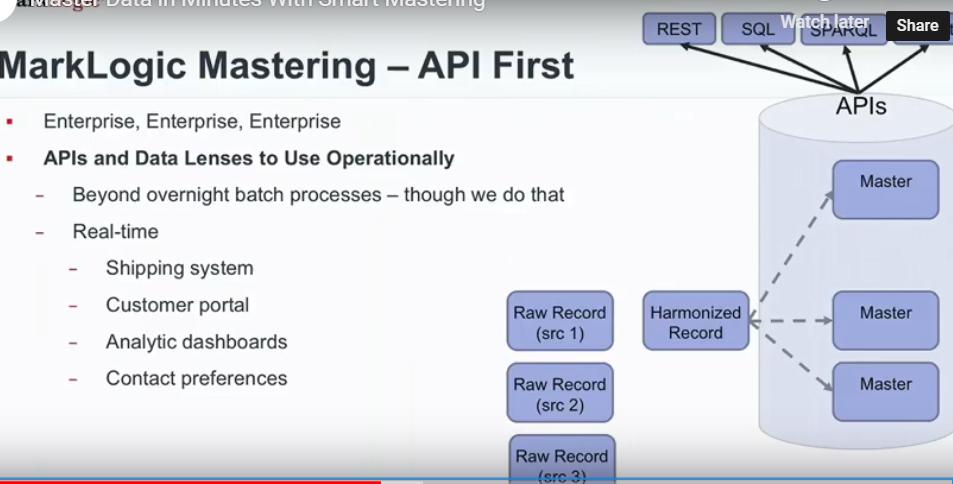 Master Data in Minutes With Smart Mastering
Watch later
Share
REST
SQL
SPARQL
MarkLogic Mastering – API First
APIs
Enterprise, Enterprise, Enterprise
APIs and Data Lenses to Use Operationally
– Beyond overnight batch processes – though we do that
– Real-time
– Shipping system
– Customer portal
– Analytic dashboards
– Contact preferences
Master
Raw Record
(src 1)
Harmonized
Record
Master
Raw Record
(src 2)
Master
Raw Record
(src 3)